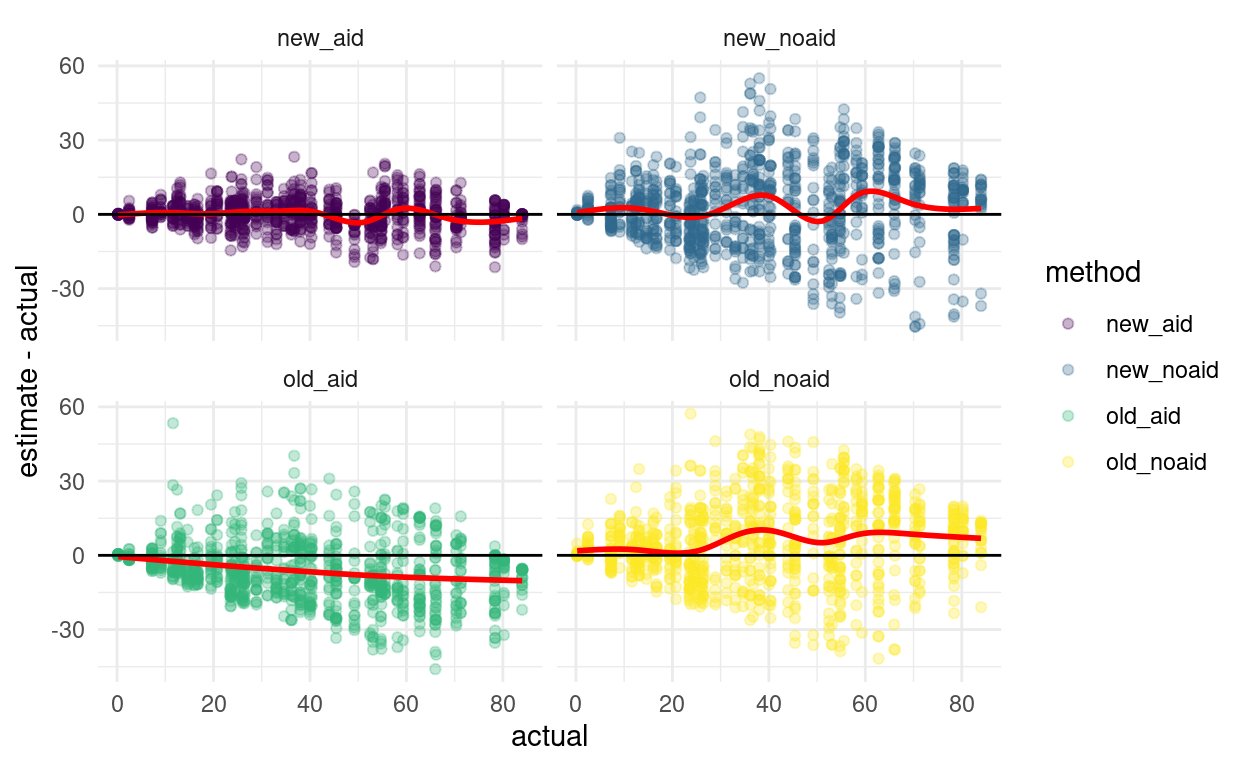 new_aid
new_noaid
60
30
0
-30
old_aid
old_noaid
60
30
0
-30
0 20 40 60 80
0 20 40 60 80
actual
estimate - actual
method
new_aid
new_noaid
old_aid
old_noaid